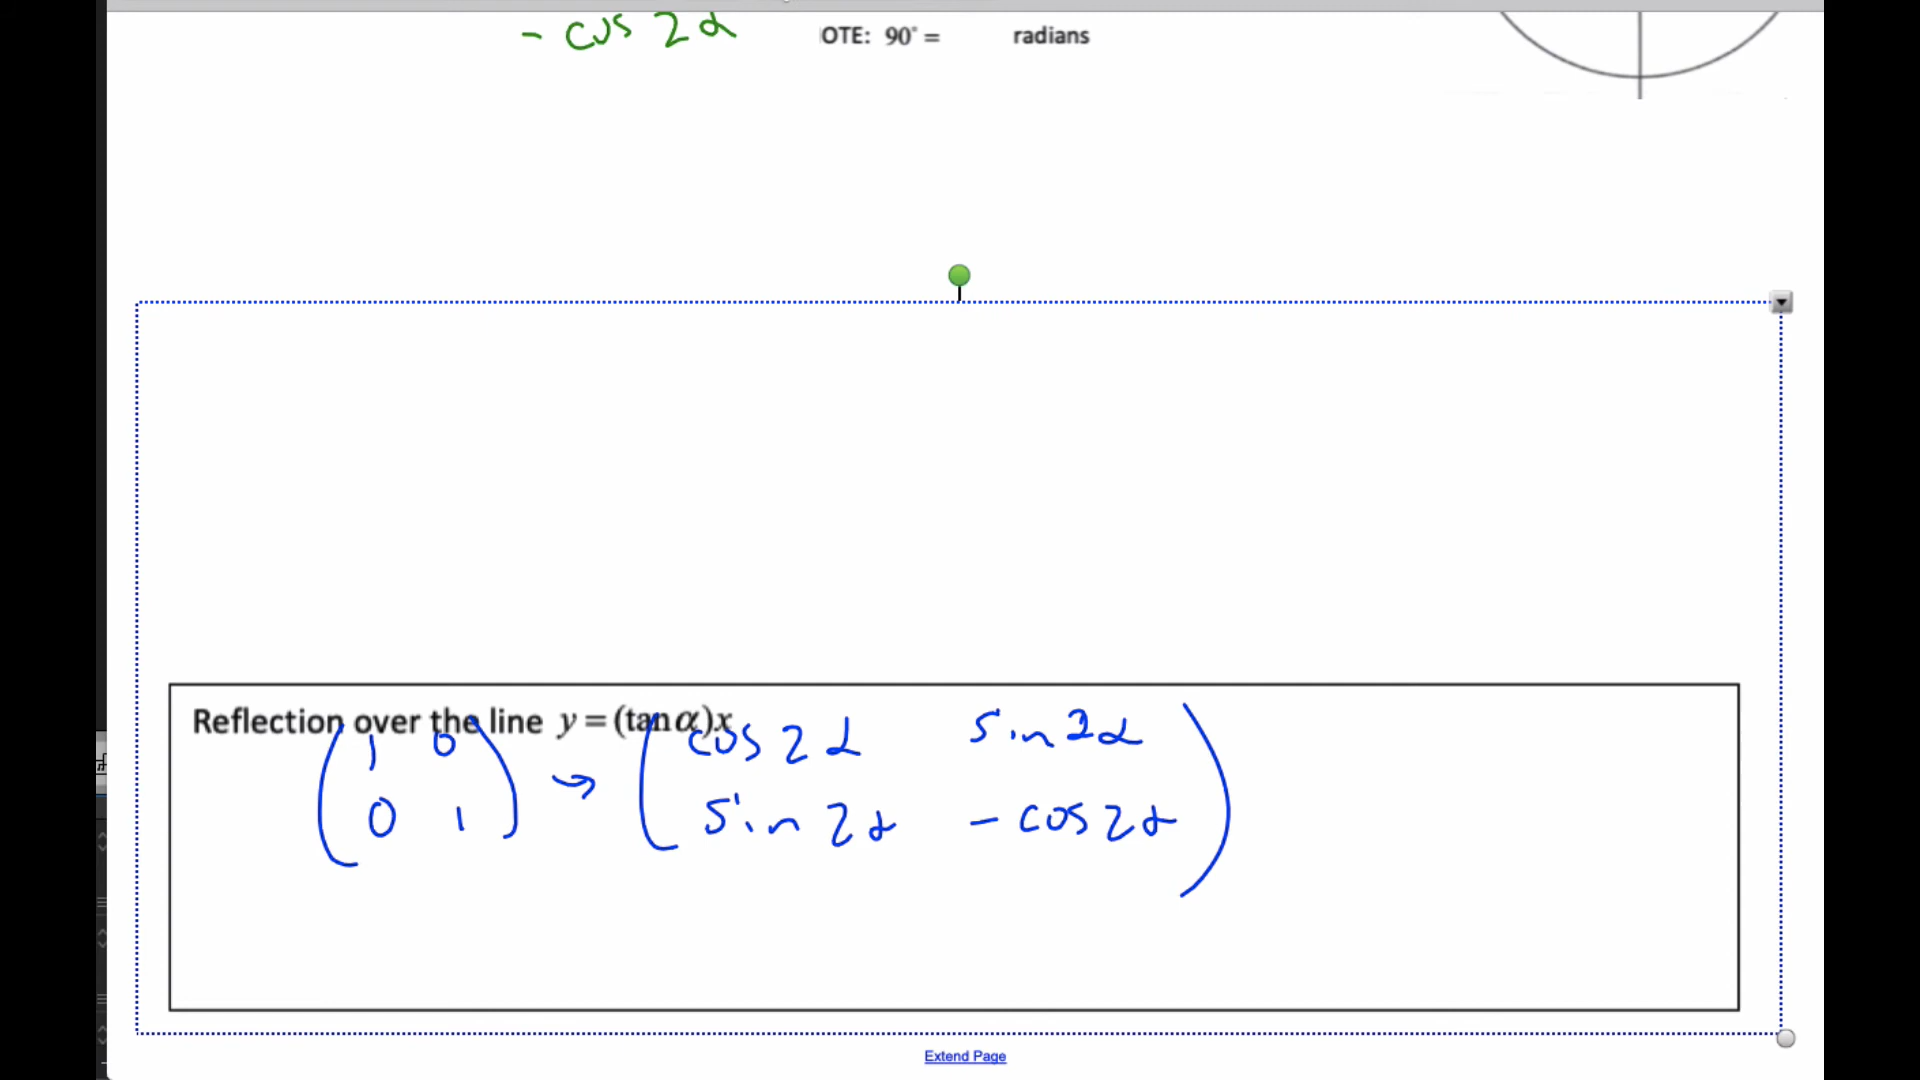 - cos 2α
OTE: 90° = radians
Reflection over the line y = (tan α)x
(1 0 → (cos 2α sin 2α
0 1) sin 2α - cos 2α)
Extend Page